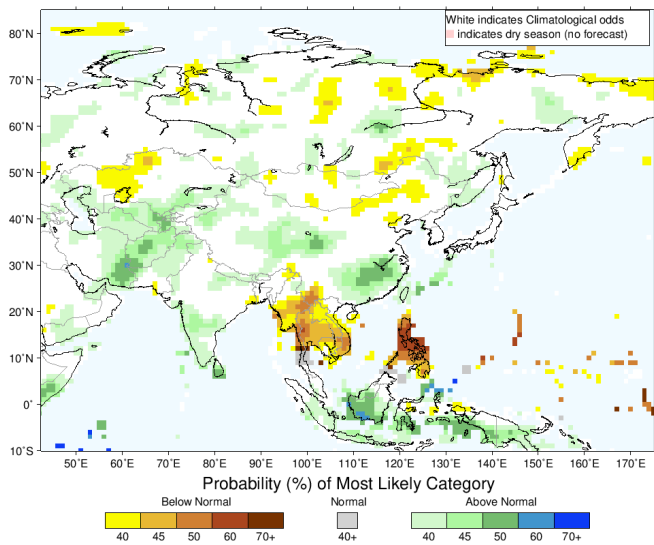 White indicates Climatological odds
indicates dry season (no forecast)
80˚N
70˚N
60˚N
50˚N
40˚N
30˚N
20˚N
10˚N
0˚
10˚S
50˚E 60˚E 70˚E 80˚E 90˚E 100˚E 110˚E 120˚E 130˚E 140˚E 150˚E 160˚E 170˚E
Probability (%) of Most Likely Category
Below Normal Normal Above Normal
40 45 50 60 70+ 40+ 40 45 50 60 70+